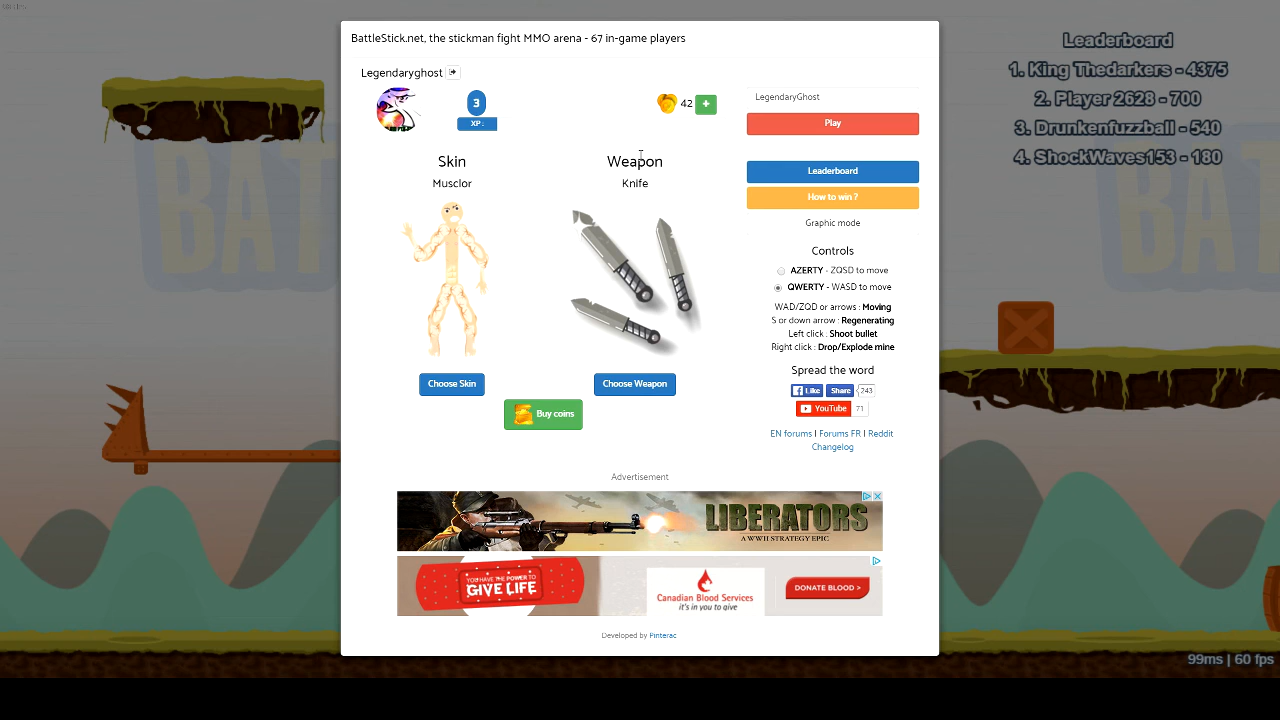 BattleStick.net, the stickman fight MMO arena - 67 in-game players
Legendaryghost
3
XP :
42
+
Skin
Musclor
Choose Skin
Weapon
Knife
Choose Weapon
Buy coins
LegendaryGhost
Play
Leaderboard
How to win ?
Graphic mode
Controls
AZERTY - ZQSD to move
QWERTY - WASD to move
WAD/ZQD or arrows : Moving
S or down arrow : Regenerating
Left click : Shoot bullet
Right click : Drop/Explode mine
Spread the word
Like Share 243
YouTube 71
EN forums | Forums FR | Reddit
Changelog
Advertisement
LIBERATORS
A WWII STRATEGY EPIC
YOU HAVE THE POWER TO
GIVE LIFE
Canadian Blood Services
it's in you to give
DONATE BLOOD >
Developed by Pinterac
Leaderboard
1. King Thedarkers - 4375
2. Player 2628 - 700
3. Drunkenfuzzball - 540
4. ShockWaves153 - 180
99ms | 60 fps